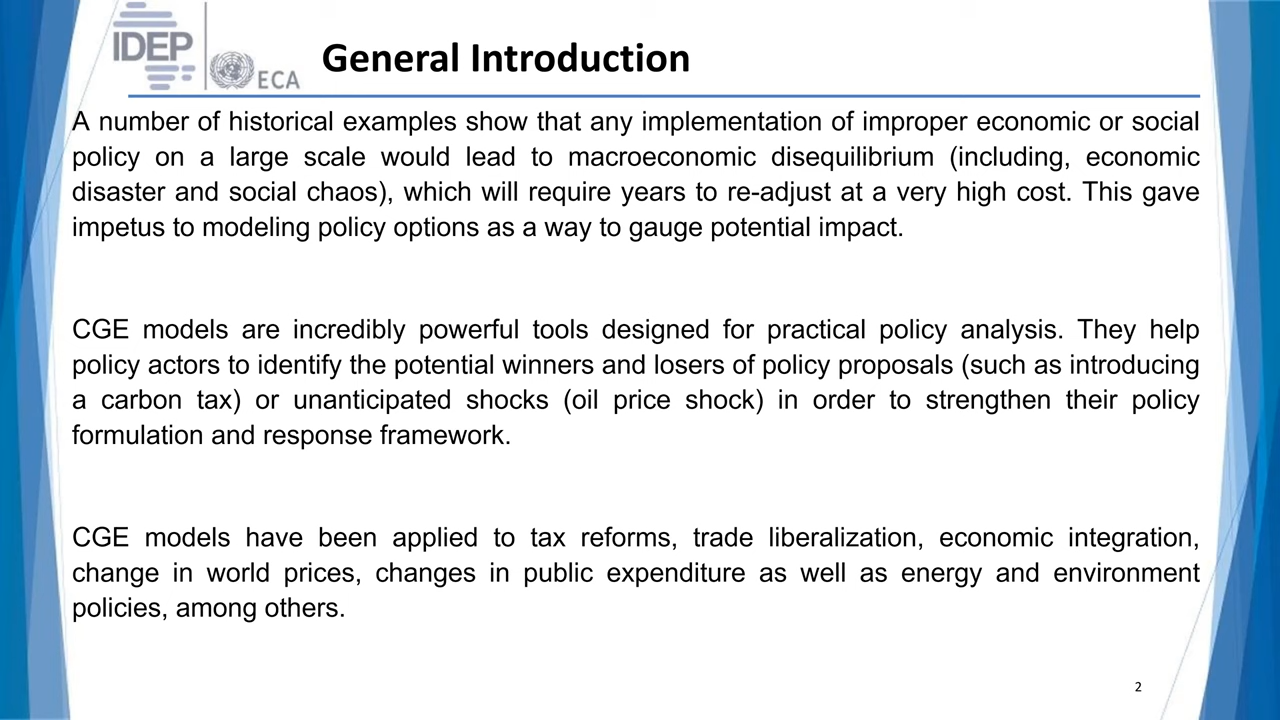 IDEP
ECA
General Introduction
A number of historical examples show that any implementation of improper economic or social
policy on a large scale would lead to macroeconomic disequilibrium (including, economic
disaster and social chaos), which will require years to re-adjust at a very high cost. This gave
impetus to modeling policy options as a way to gauge potential impact.
CGE models are incredibly powerful tools designed for practical policy analysis. They help
policy actors to identify the potential winners and losers of policy proposals (such as introducing
a carbon tax) or unanticipated shocks (oil price shock) in order to strengthen their policy
formulation and response framework.
CGE models have been applied to tax reforms, trade liberalization, economic integration,
change in world prices, changes in public expenditure as well as energy and environment
policies, among others.
2